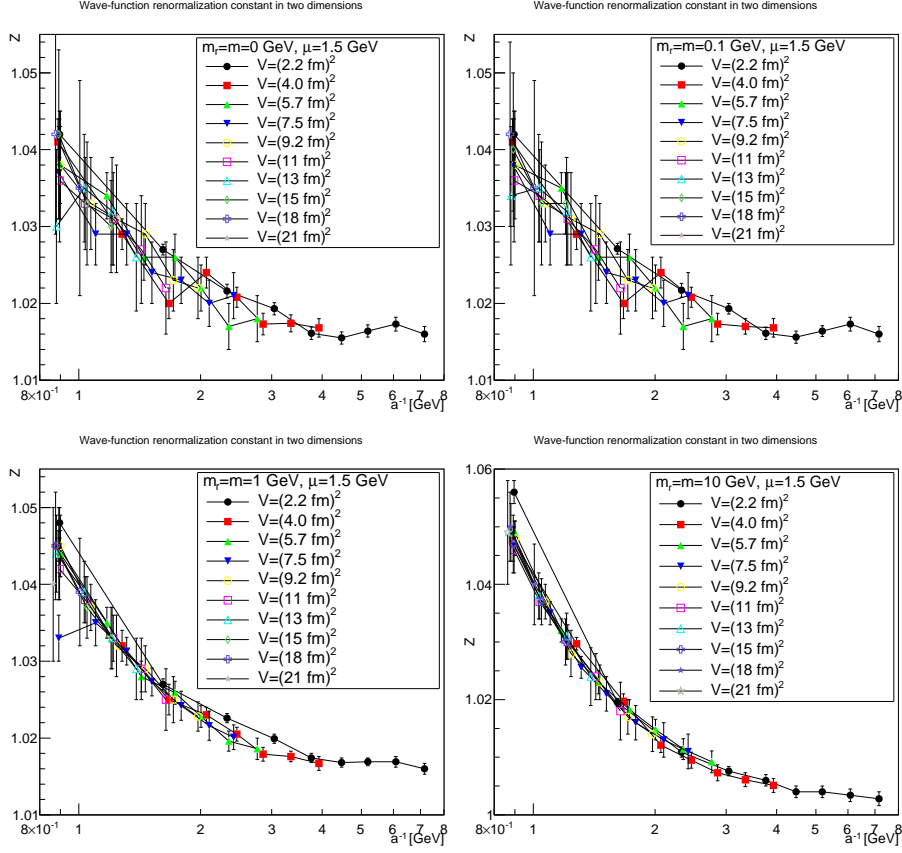 Wave-function renormalization constant in two dimensions
Z
m_r=m=0 GeV, μ=1.5 GeV
V=(2.2 fm)²
V=(4.0 fm)²
V=(5.7 fm)²
V=(7.5 fm)²
V=(9.2 fm)²
V=(11 fm)²
V=(13 fm)²
V=(15 fm)²
V=(18 fm)²
V=(21 fm)²
1.05
1.04
1.03
1.02
1.01
8×10⁻¹ 1 2 3 4 5 6 7 8
a⁻¹ [GeV]
Wave-function renormalization constant in two dimensions
Z
m_r=m=0.1 GeV, μ=1.5 GeV
V=(2.2 fm)²
V=(4.0 fm)²
V=(5.7 fm)²
V=(7.5 fm)²
V=(9.2 fm)²
V=(11 fm)²
V=(13 fm)²
V=(15 fm)²
V=(18 fm)²
V=(21 fm)²
1.05
1.04
1.03
1.02
1.01
8×10⁻¹ 1 2 3 4 5 6 7 8
a⁻¹ [GeV]
Wave-function renormalization constant in two dimensions
Z
m_r=m=1 GeV, μ=1.5 GeV
V=(2.2 fm)²
V=(4.0 fm)²
V=(5.7 fm)²
V=(7.5 fm)²
V=(9.2 fm)²
V=(11 fm)²
V=(13 fm)²
V=(15 fm)²
V=(18 fm)²
V=(21 fm)²
1.05
1.04
1.03
1.02
1.01
8×10⁻¹ 1 2 3 4 5 6 7 8
a⁻¹ [GeV]
Wave-function renormalization constant in two dimensions
Z
m_r=m=10 GeV, μ=1.5 GeV
V=(2.2 fm)²
V=(4.0 fm)²
V=(5.7 fm)²
V=(7.5 fm)²
V=(9.2 fm)²
V=(11 fm)²
V=(13 fm)²
V=(15 fm)²
V=(18 fm)²
V=(21 fm)²
1.06
1.04
1.02
1
8×10⁻¹ 1 2 3 4 5 6 7 8
a⁻¹ [GeV]